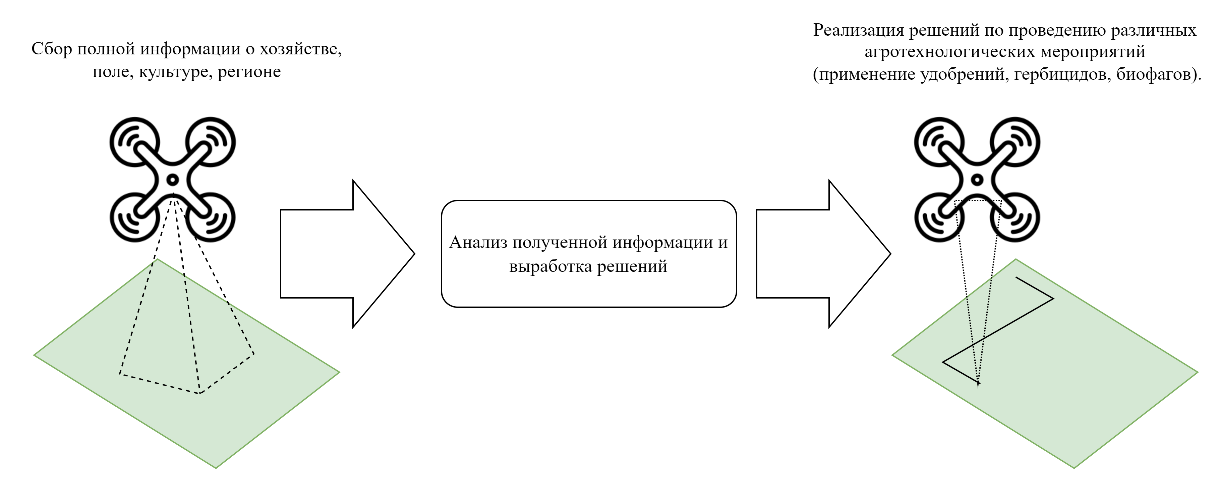 Сбор полной информации о хозяйстве,
поле, культуре, регионе
Анализ полученной информации и
выработка решений
Реализация решений по проведению различных
агротехнологических мероприятий
(применение удобрений, гербицидов, биофагов).